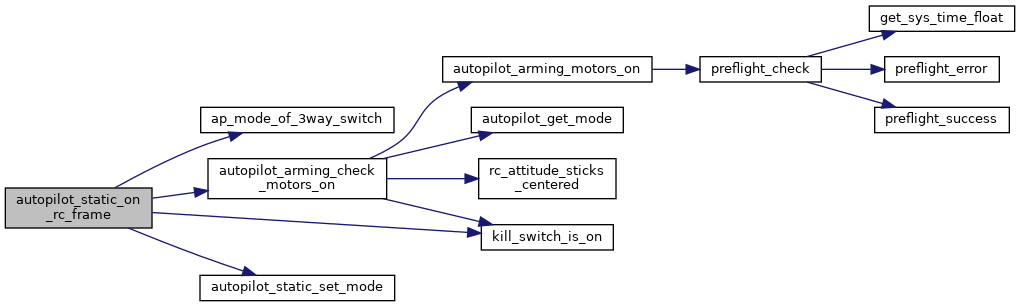 get_sys_time_float
autopilot_arming_motors_on
preflight_check
preflight_error
ap_mode_of_3way_switch
autopilot_get_mode
preflight_success
autopilot_arming_check
_motors_on
rc_attitude_sticks
_centered
autopilot_static_on
_rc_frame
kill_switch_is_on
autopilot_static_set_mode